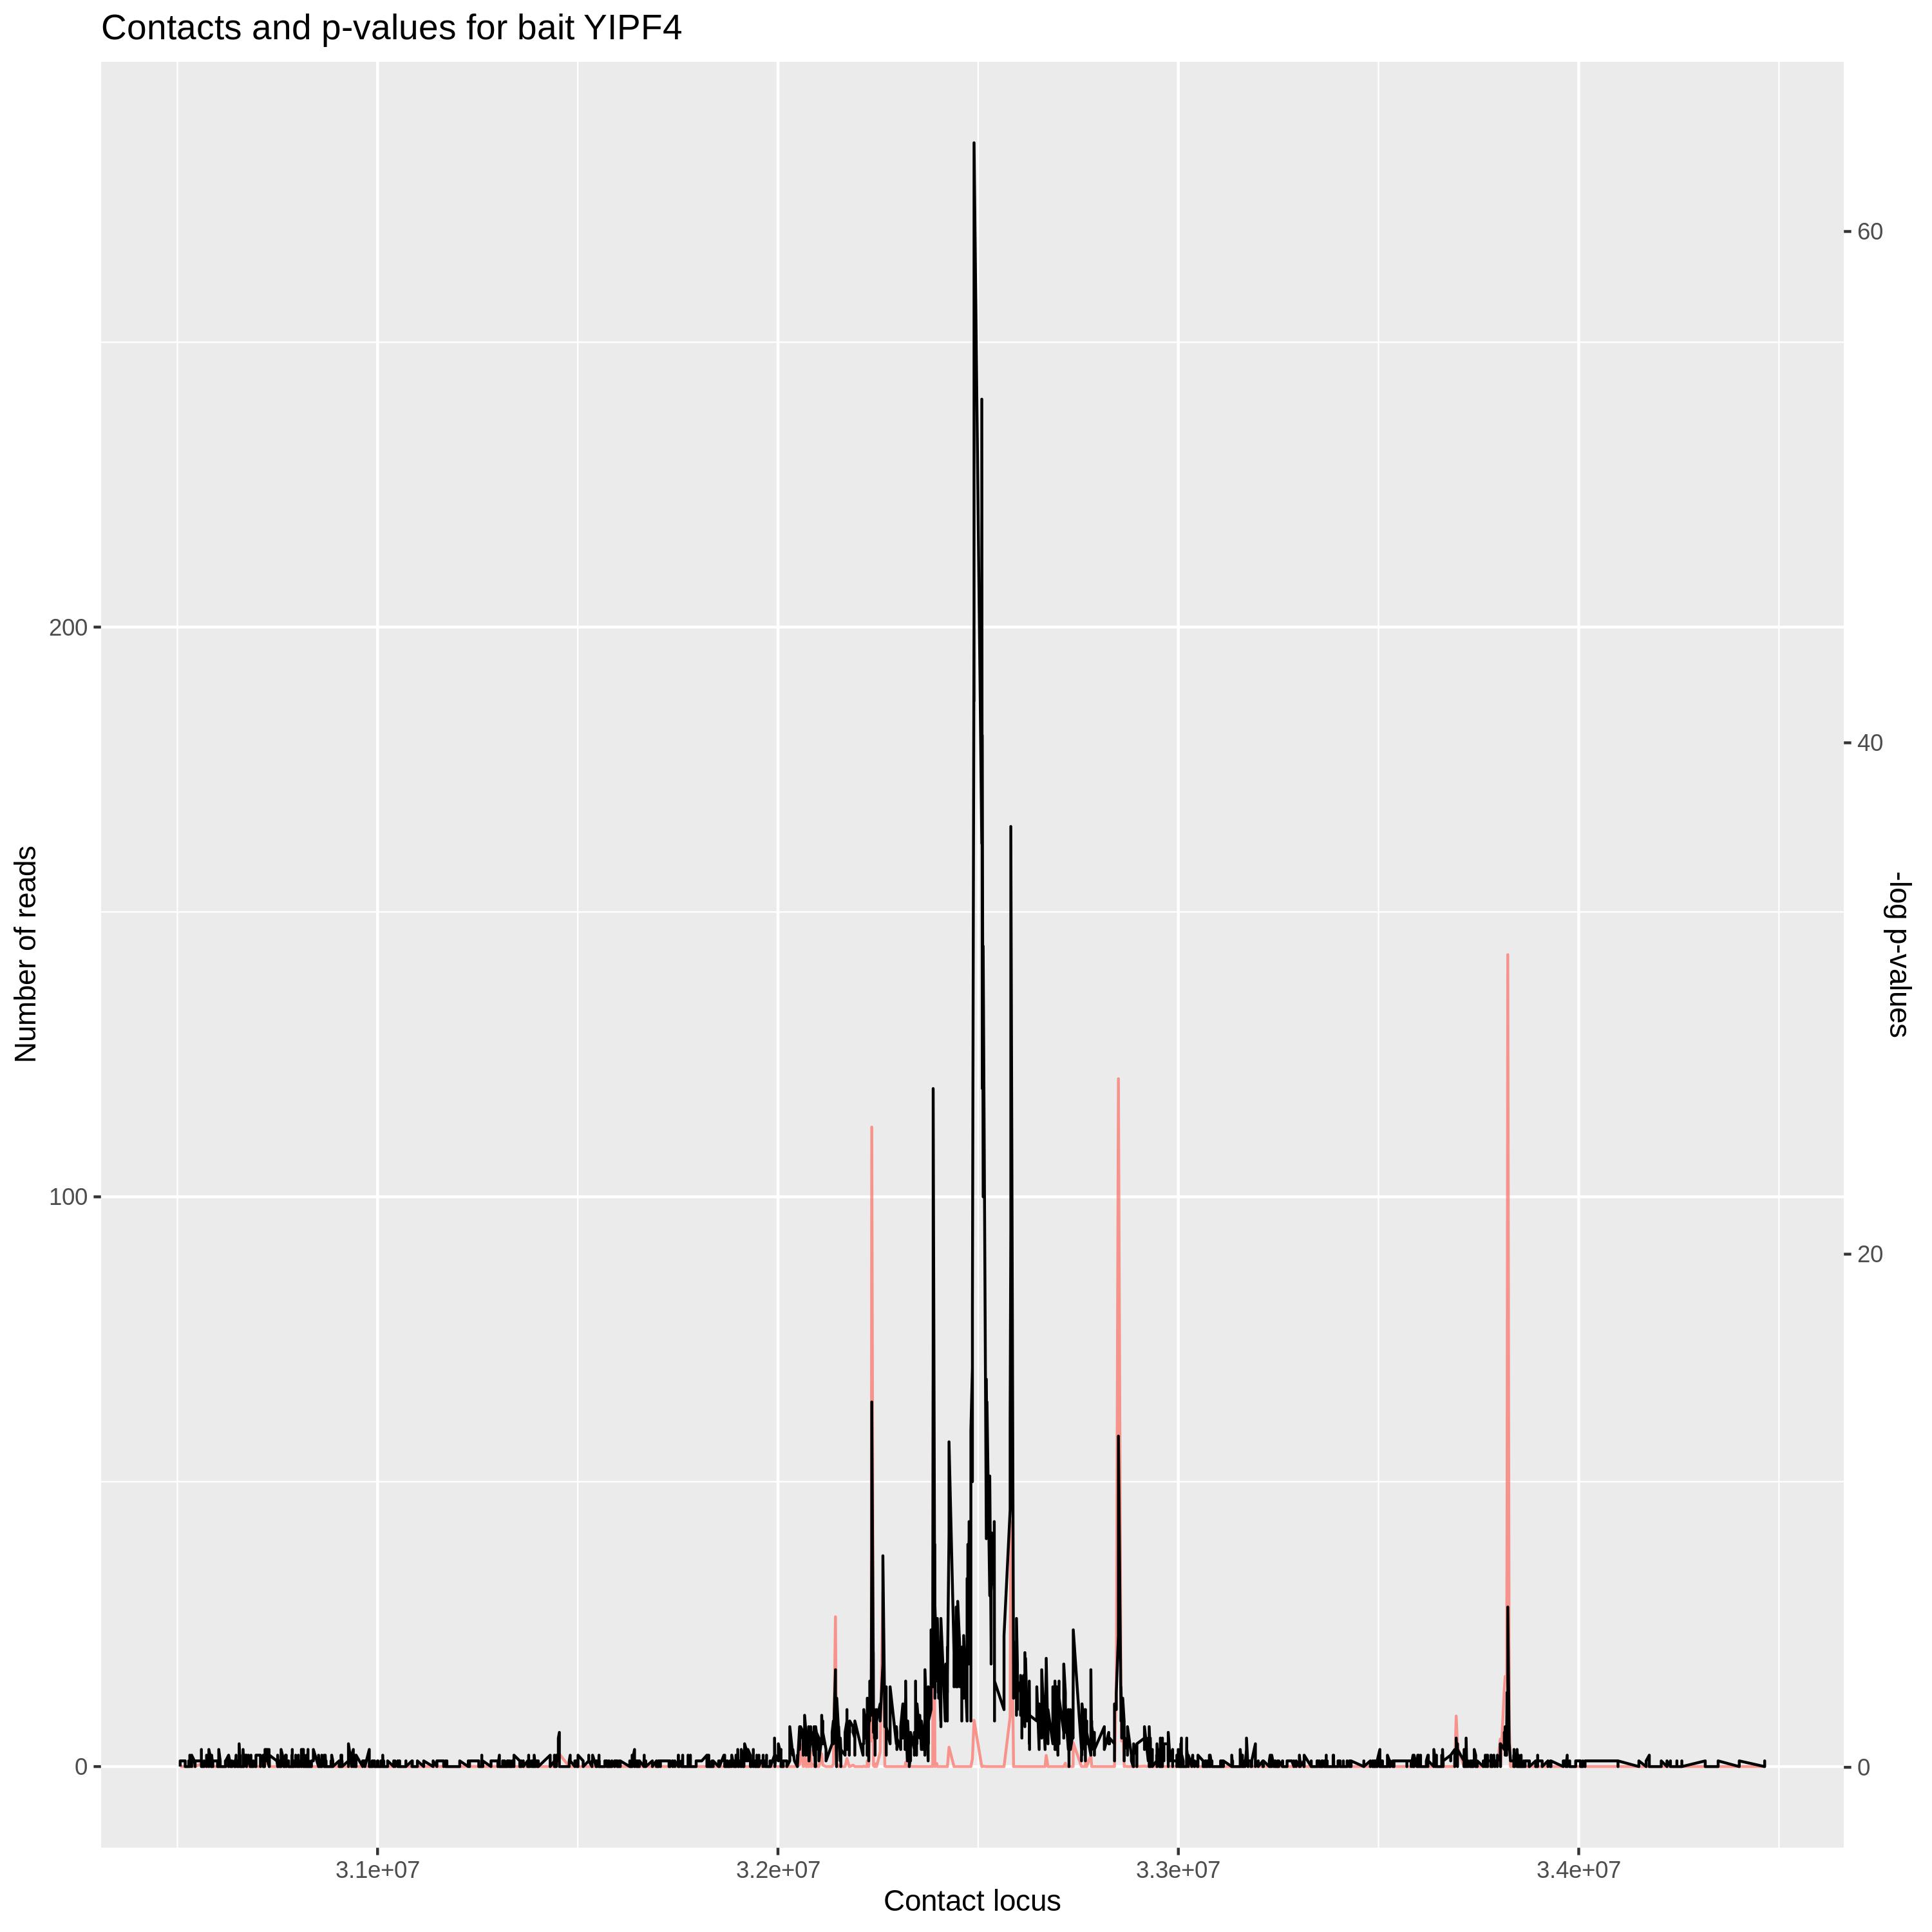 Contacts and p-values for bait YIPF4
Number of reads
200
100
0
60
40
20
0
-log p-values
3.1e+07
3.2e+07
3.3e+07
3.4e+07
Contact locus